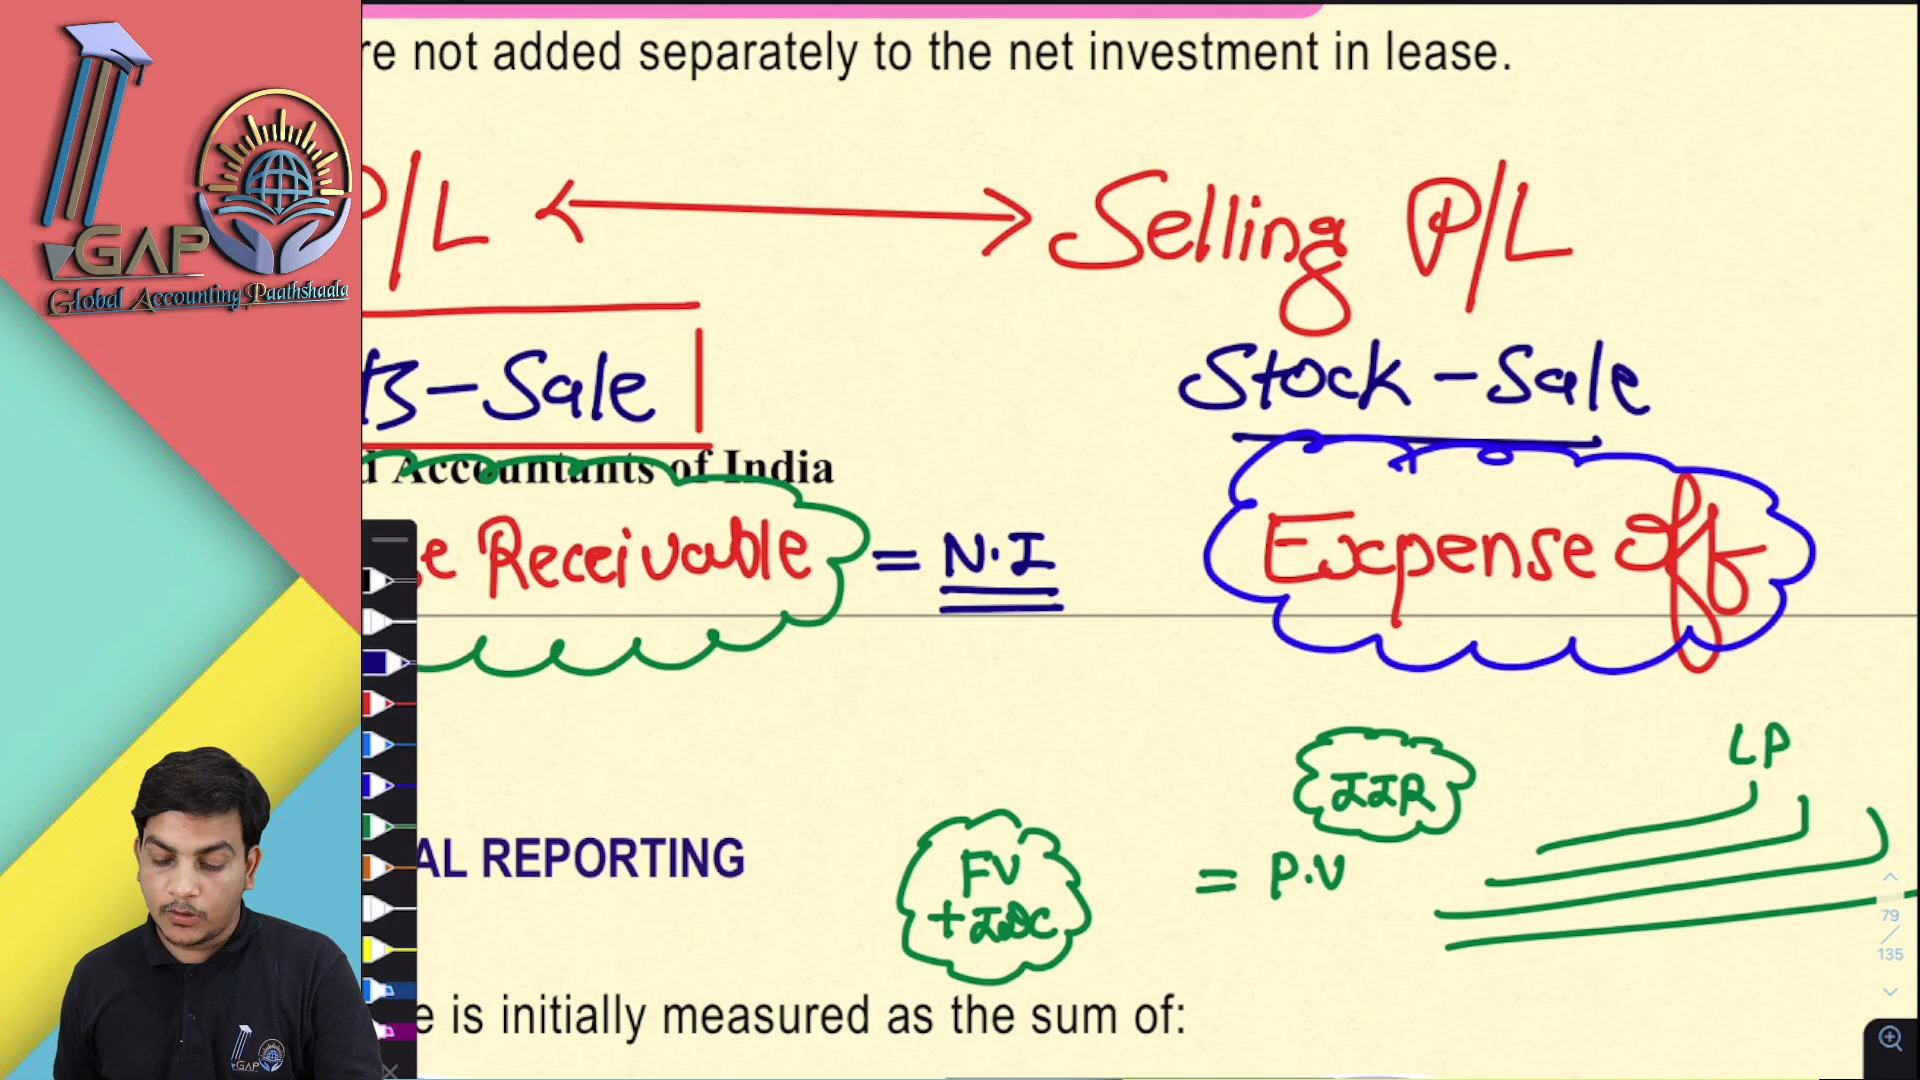 re not added separately to the net investment in lease.
GAP
Global Accounting Paathshaala
P/L
Selling P/L
-Sale
Stock-Sale
d Accountants of India
e Receivable = N.I
Expense off
LP
IIR
FV
+IDC
= P.V
AL REPORTING
79
135
e is initially measured as the sum of:
GAP